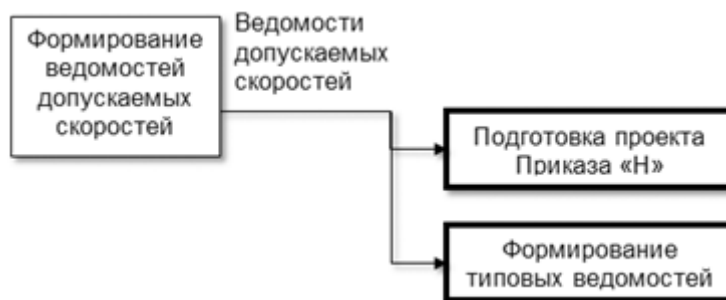 Формирование
ведомостей
допускаемых
скоростей
Ведомости
допускаемых
скоростей
Подготовка проекта
Приказа «Н»
Формирование
типовых ведомостей